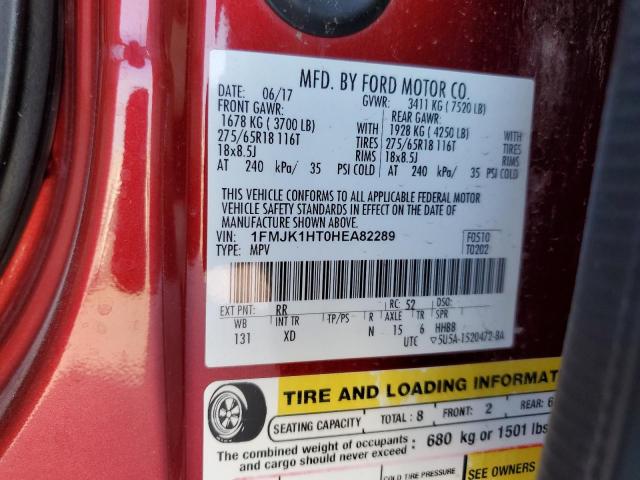 MFD. BY FORD MOTOR CO.
DATE: 06/17 GVWR: 3411 KG (7520 LB)
FRONT GAWR: REAR GAWR:
1678 KG (3700 LB) WITH 1928 KG (4250 LB) WITH
275/65R18 116T TIRES 275/65R18 116T TIRES
18x8.5J RIMS 18x8.5J RIMS
AT 240 kPa/ 35 PSI COLD AT 240 kPa/ 35 PSI COLD
THIS VEHICLE CONFORMS TO ALL APPLICABLE FEDERAL MOTOR
VEHICLE SAFETY STANDARDS IN EFFECT ON THE DATE OF
MANUFACTURE SHOWN ABOVE.
VIN: 1FMJK1HT0HEA82289 F0510
TYPE: MPV T0202
EXT PNT: RR RC: 52 DSO:
WB INT TR TP/PS R AXLE TR SPR
131 XD N 15 6 HHBB
UTC ▽5U5A-1520472-BA
TIRE AND LOADING INFORMAT
SEATING CAPACITY TOTAL: 8 FRONT: 2 REAR: 6
The combined weight of occupants and cargo should never exceed : 680 kg or 1501 lbs
COLD TIRE PRESSURE SEE OWNERS